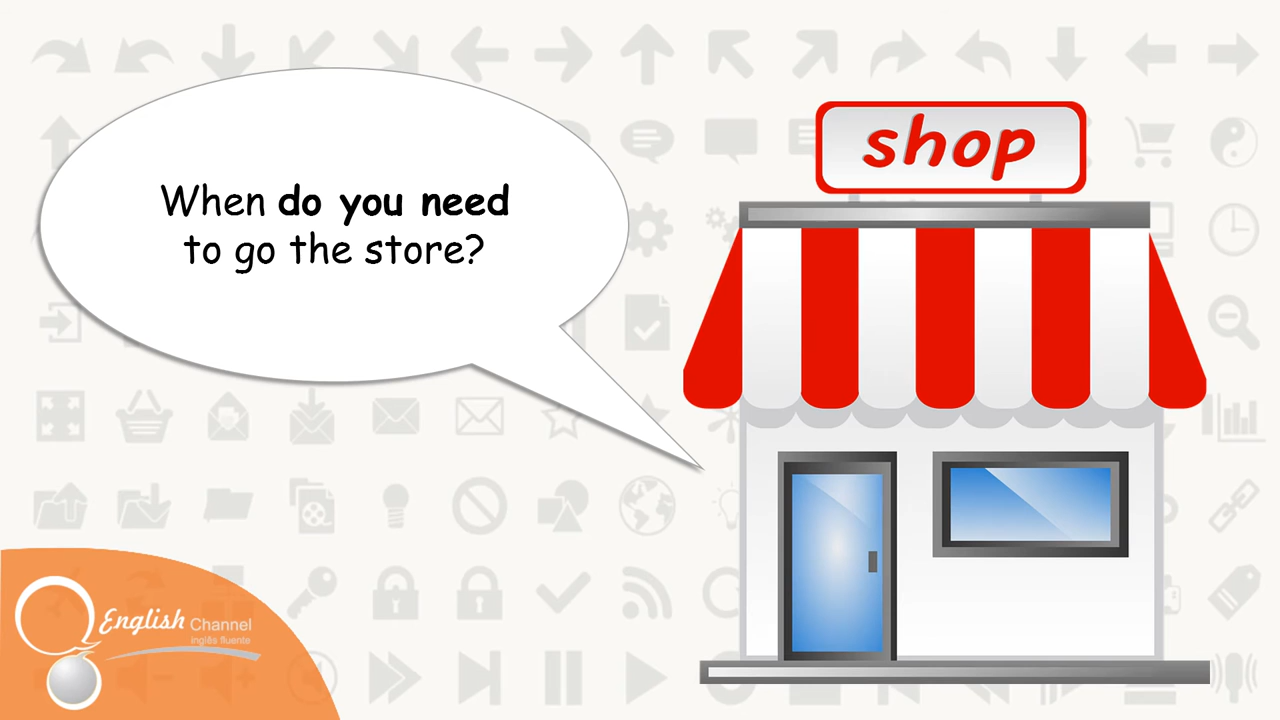 shop
When do you need
to go the store?
English Channel
inglês fluente